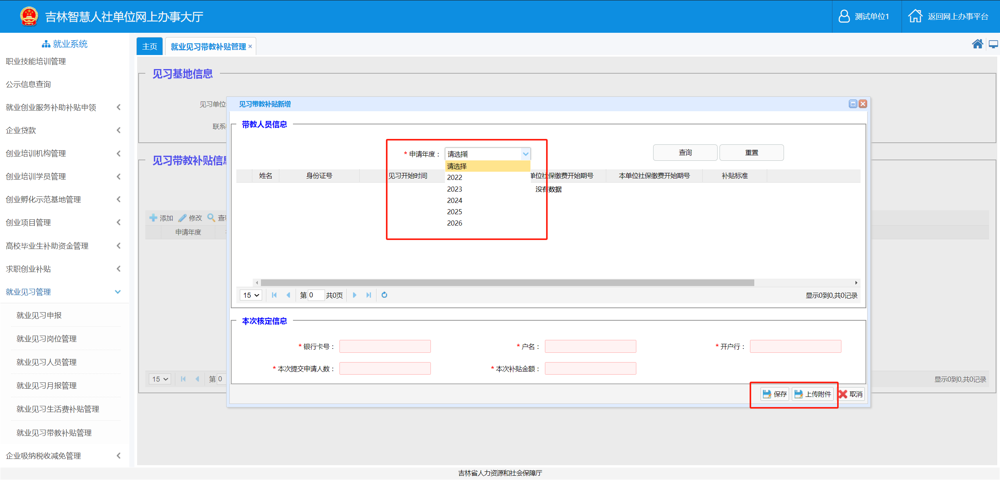 吉林智慧人社单位网上办事大厅
测试单位1
返回网上办事平台
就业系统
职业技能培训管理
公示信息查询
就业创业服务补助补贴申领
企业贷款
创业培训机构管理
创业培训学员管理
创业孵化示范基地管理
创业项目管理
高校毕业生补助资金管理
求职创业补贴
就业见习管理
就业见习申报
就业见习岗位管理
就业见习人员管理
就业见习月报管理
就业见习生活费补贴管理
就业见习带教补贴管理
企业吸纳税收减免管理
主页
就业见习带教补贴管理 ×
见习基地信息
见习单位
联系
见习带教补贴信息
添加 修改 查
申请年度
15 第 0
显示0到0,共0记录
见习带教补贴新增
带教人员信息
* 申请年度： 请选择
查询 重置
请选择
2022
2023
2024
2025
2026
姓名 身份证号 见习开始时间 单位社保缴费开始期号 本单位社保缴费开始期号 补贴标准
没有数据
15 第 0 共0页
显示0到0,共0记录
本次核定信息
* 银行卡号： * 户名： * 开户行：
* 本次提交申请人数： * 本次补贴金额：
保存 上传附件 取消
吉林省人力资源和社会保障厅